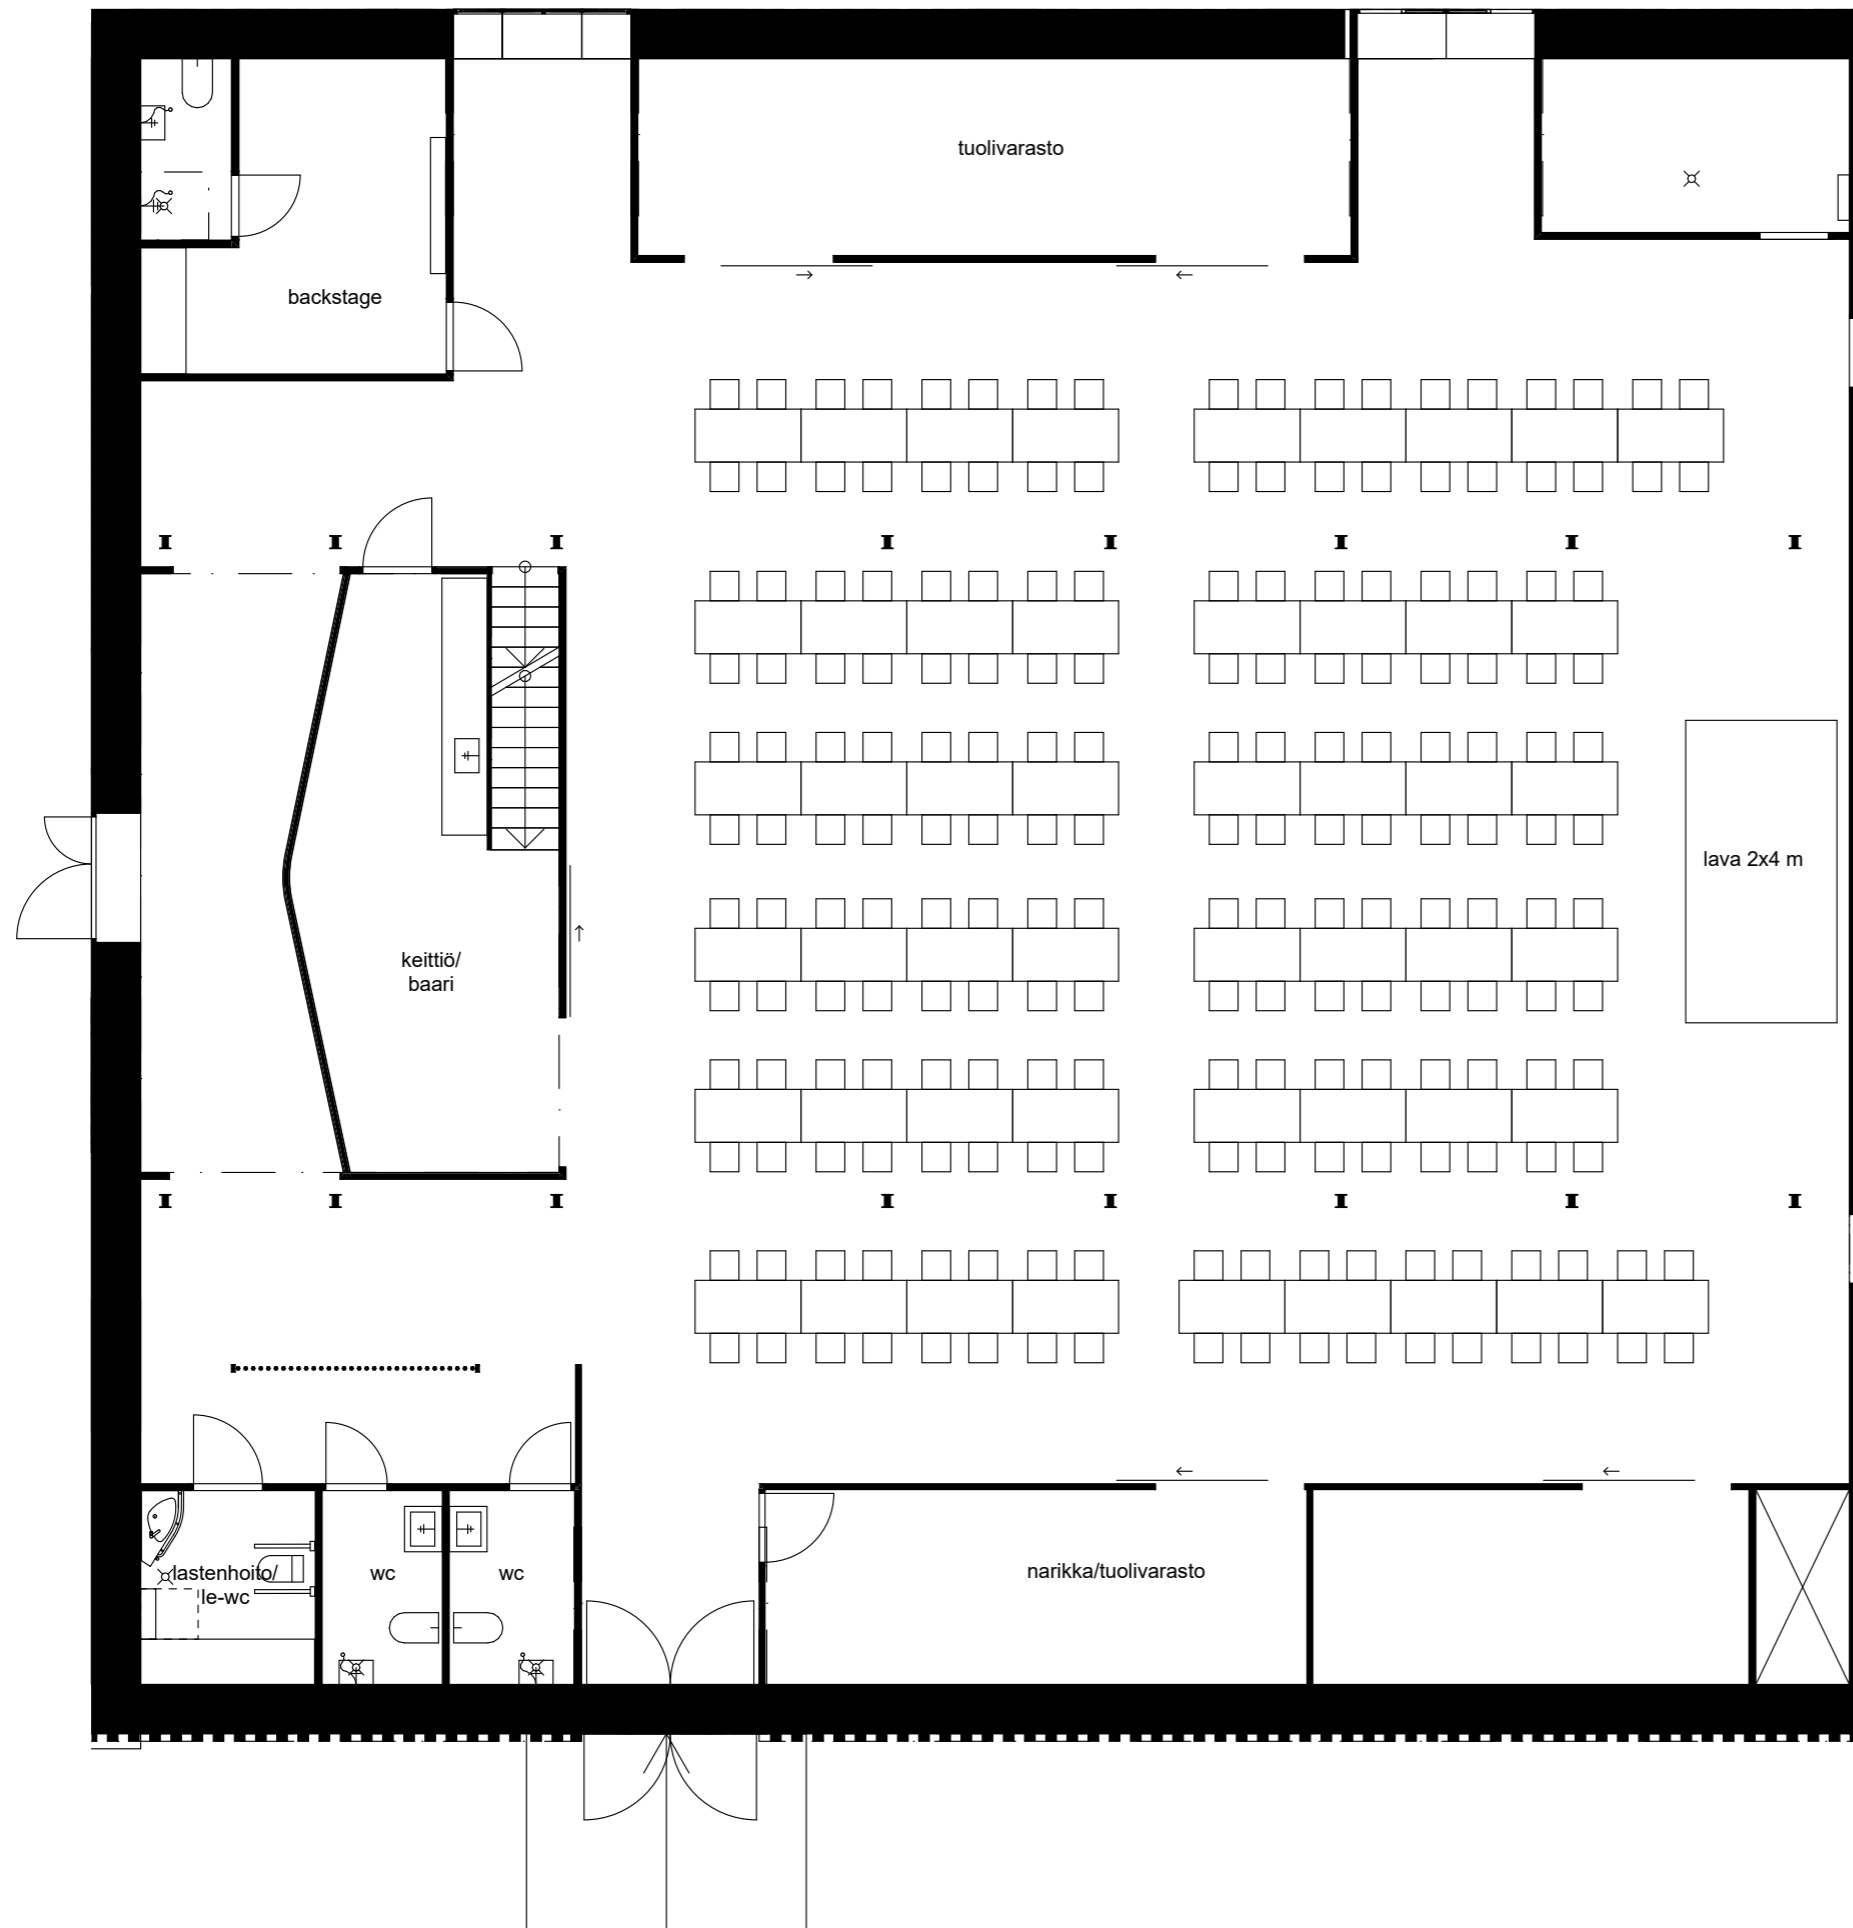 tuolivarasto
backstage
lava 2x4 m
keittiö/
baari
lastenhoito/
le-wc
wc
wc
narikka/tuolivarasto